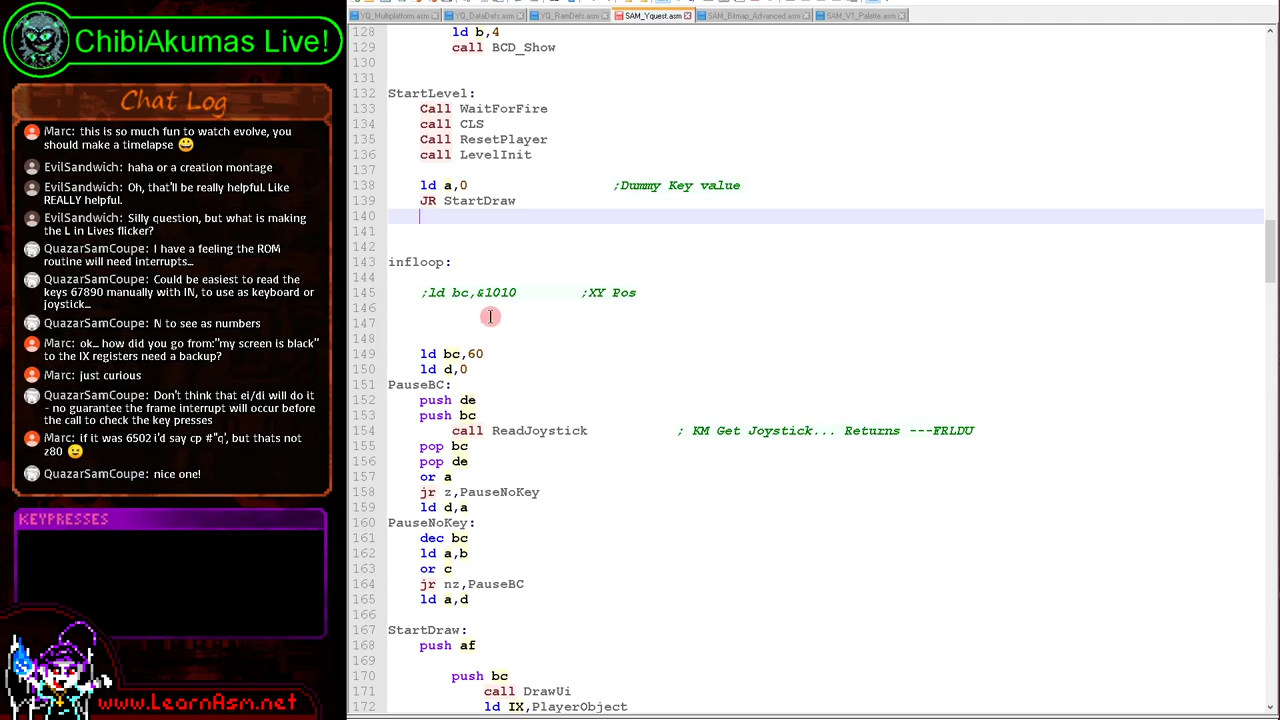 ChibiAkumas Live!
Chat Log
Marc: this is so much fun to watch evolve, you
should make a timelapse 😀
EvilSandwich: haha or a creation montage
EvilSandwich: Oh, that'll be really helpful. Like
REALLY helpful.
EvilSandwich: Silly question, but what is making
the L in Lives flicker?
QuazarSamCoupe: I have a feeling the ROM
routine will need interrupts...
QuazarSamCoupe: Could be easiest to read the
keys 67890 manually with IN, to use as keyboard or
joystick...
QuazarSamCoupe: N to see as numbers
Marc: ok... how did you go from:"my screen is black"
to the IX registers need a backup?
Marc: just curious
QuazarSamCoupe: Don't think that ei/di will do it
- no guarantee the frame interrupt will occur before
the call to check the key presses
Marc: if it was 6502 i'd say cp #"q', but thats not
z80 😉
QuazarSamCoupe: nice one!
KEYPRESSES
www.LearnAsm.net
YQ_Multiplatform.asm YQ_DataDefs.asm YQ_RamDefs.asm SAM_Yquest.asm SAM_Bitmap_Advanced.asm SAM_V1_Palette.asm
128 ld b,4
129 call BCD_Show
130
131
132 StartLevel:
133 Call WaitForFire
134 call CLS
135 Call ResetPlayer
136 call LevelInit
137
138 ld a,0 ;Dummy Key value
139 JR StartDraw
140
141
142
143 infloop:
144
145 ;ld bc,&1010 ;XY Pos
146
147
148
149 ld bc,60
150 ld d,0
151 PauseBC:
152 push de
153 push bc
154 call ReadJoystick ; KM Get Joystick... Returns ---FRLDU
155 pop bc
156 pop de
157 or a
158 jr z,PauseNoKey
159 ld d,a
160 PauseNoKey:
161 dec bc
162 ld a,b
163 or c
164 jr nz,PauseBC
165 ld a,d
166
167 StartDraw:
168 push af
169
170 push bc
171 call DrawUi
172 ld IX,PlayerObject